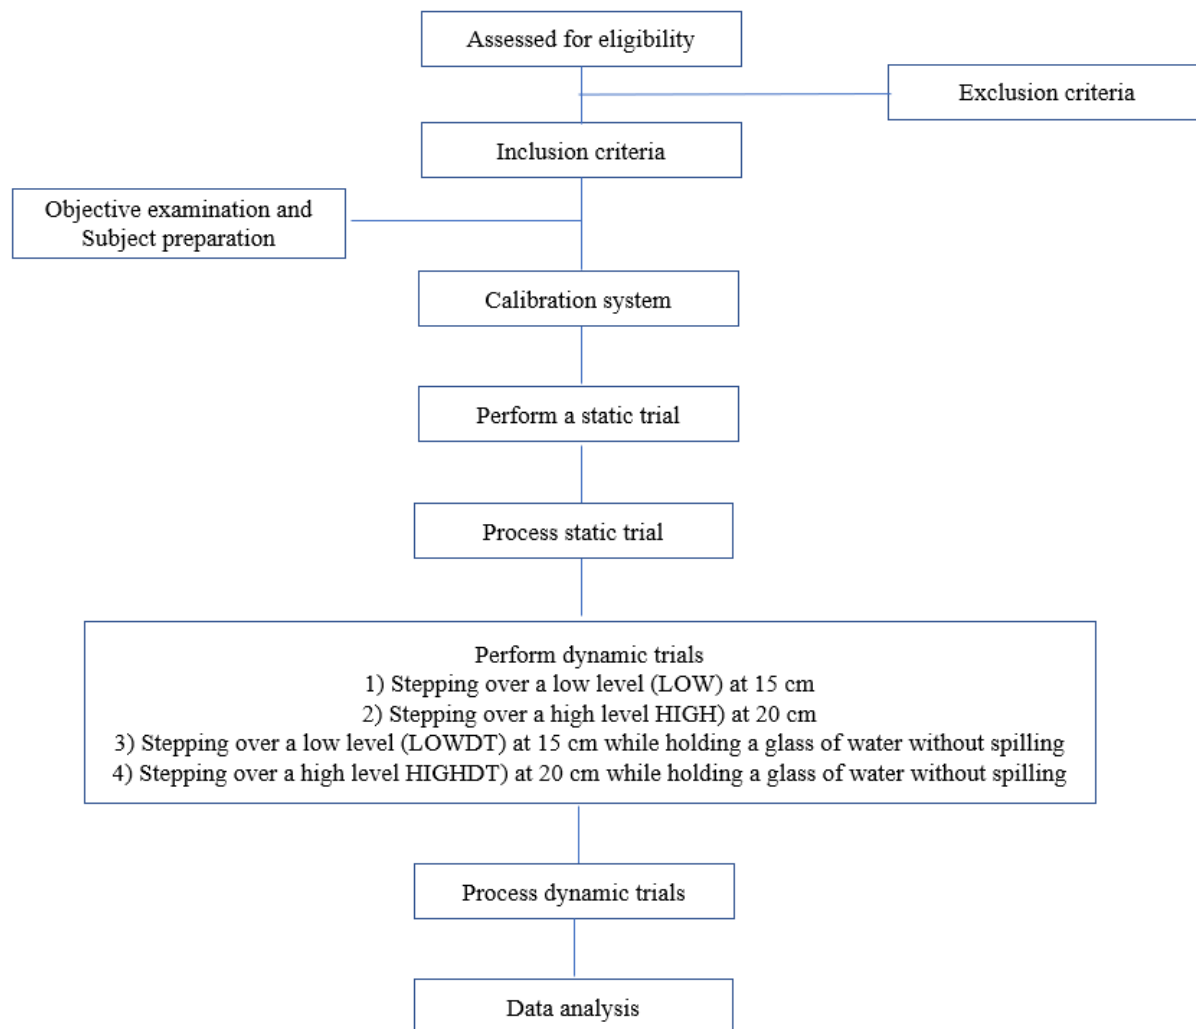 Assessed for eligibility
Exclusion criteria
Inclusion criteria
Objective examination and
Subject preparation
Calibration system
Perform a static trial
Process static trial
Perform dynamic trials
1) Stepping over a low level (LOW) at 15 cm
2) Stepping over a high level HIGH) at 20 cm
3) Stepping over a low level (LOWDT) at 15 cm while holding a glass of water without spilling
4) Stepping over a high level HIGHDT) at 20 cm while holding a glass of water without spilling
Process dynamic trials
Data analysis